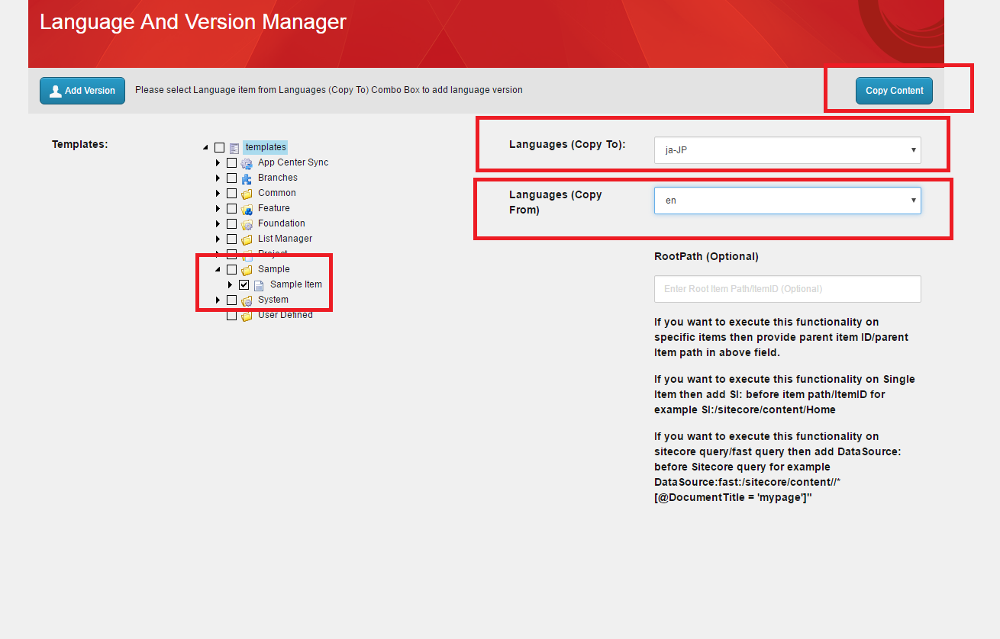 Language And Version Manager
Add Version
Please select Language item from Languages (Copy To) Combo Box to add language version
Copy Content
Templates:
templates
App Center Sync
Branches
Common
Feature
Foundation
List Manager
Project
Sample
Sample Item
System
User Defined
Languages (Copy To):
ja-JP
Languages (Copy
From)
en
RootPath (Optional)
Enter Root Item Path/ItemID (Optional)
If you want to execute this functionality on
specific items then provide parent item ID/parent
Item path in above field.
If you want to execute this functionality on Single
Item then add SI: before item path/ItemID for
example SI:/sitecore/content/Home
If you want to execute this functionality on
sitecore query/fast query then add DataSource:
before Sitecore query for example
DataSource:fast:/sitecore/content//*
[@DocumentTitle = 'mypage']"